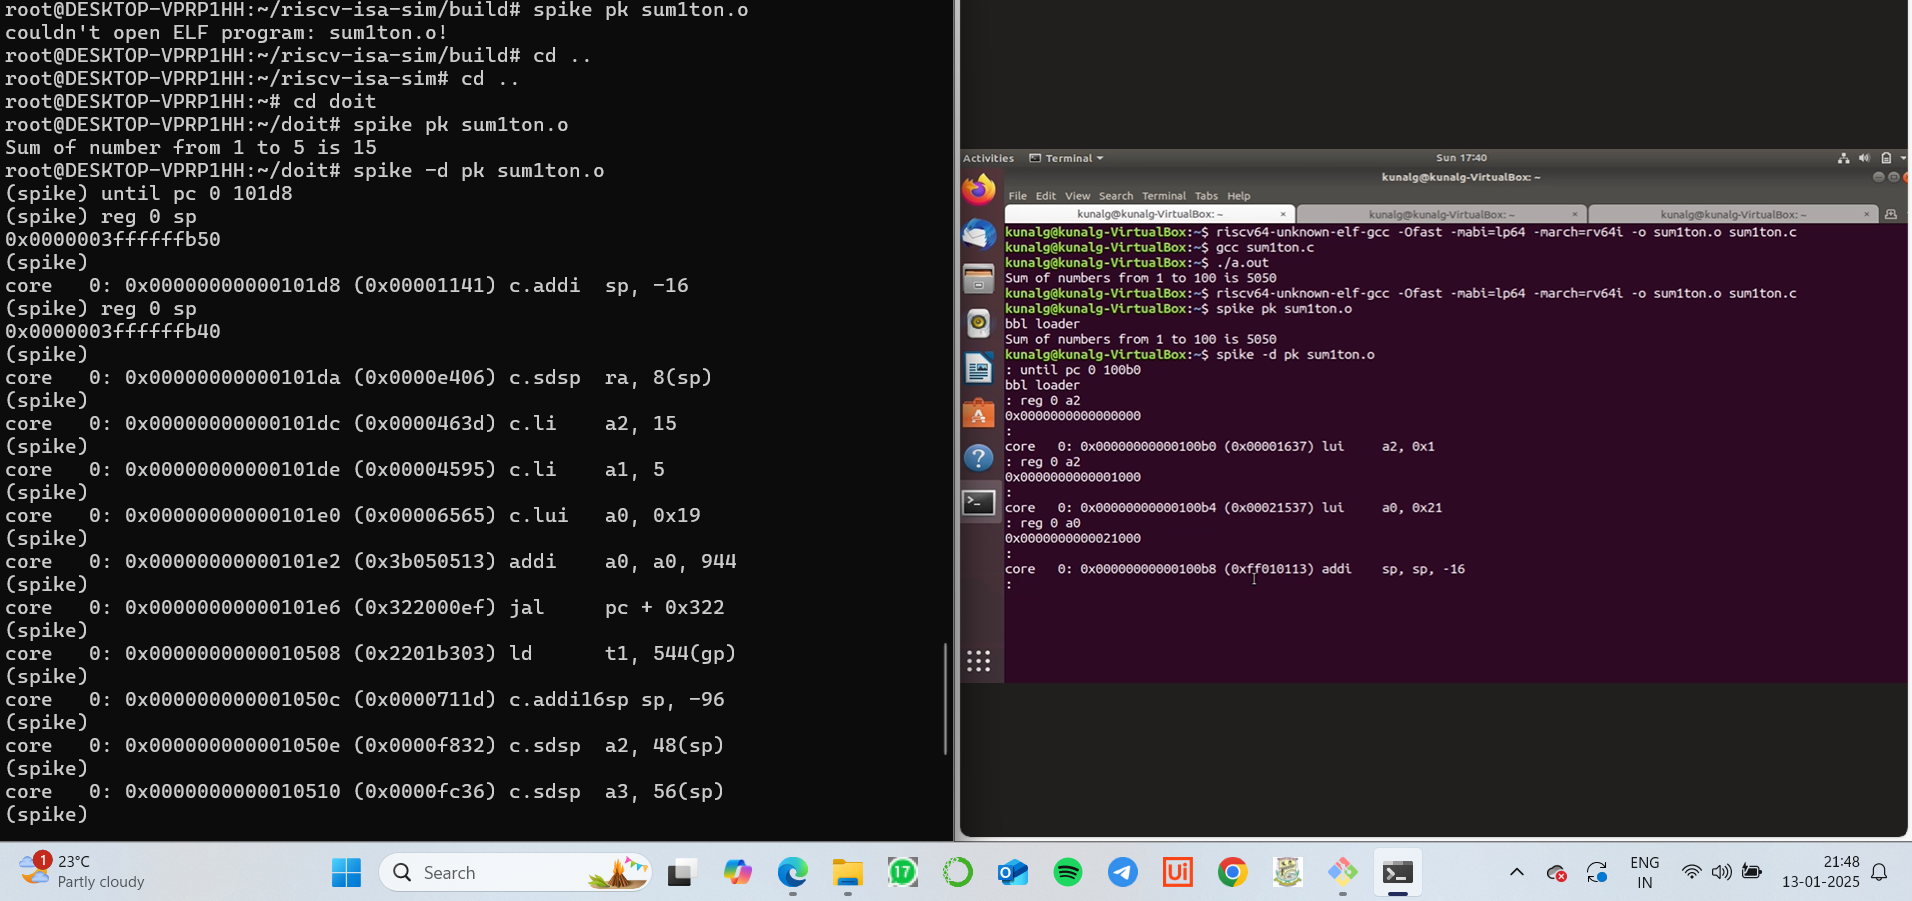 root@DESKTOP-VPRP1HH:~/riscv-isa-sim/build# spike pk sum1ton.o
couldn't open ELF program: sum1ton.o!
root@DESKTOP-VPRP1HH:~/riscv-isa-sim/build# cd ..
root@DESKTOP-VPRP1HH:~/riscv-isa-sim# cd ..
root@DESKTOP-VPRP1HH:~# cd doit
root@DESKTOP-VPRP1HH:~/doit# spike pk sum1ton.o
Sum of number from 1 to 5 is 15
root@DESKTOP-VPRP1HH:~/doit# spike -d pk sum1ton.o
(spike) until pc 0 101d8
(spike) reg 0 sp
0x0000003ffffffb50
(spike)
core   0: 0x00000000000101d8 (0x00001141) c.addi  sp, -16
(spike) reg 0 sp
0x0000003ffffffb40
(spike)
core   0: 0x00000000000101da (0x0000e406) c.sdsp  ra, 8(sp)
(spike)
core   0: 0x00000000000101dc (0x0000463d) c.li    a2, 15
(spike)
core   0: 0x00000000000101de (0x00004595) c.li    a1, 5
(spike)
core   0: 0x00000000000101e0 (0x00006565) c.lui   a0, 0x19
(spike)
core   0: 0x00000000000101e2 (0x3b050513) addi    a0, a0, 944
(spike)
core   0: 0x00000000000101e6 (0x322000ef) jal     pc + 0x322
(spike)
core   0: 0x0000000000010508 (0x2201b303) ld      t1, 544(gp)
(spike)
core   0: 0x000000000001050c (0x0000711d) c.addi16sp sp, -96
(spike)
core   0: 0x000000000001050e (0x0000f832) c.sdsp  a2, 48(sp)
(spike)
core   0: 0x0000000000010510 (0x0000fc36) c.sdsp  a3, 56(sp)
(spike)
Activities Terminal Sun 17:40
kunalg@kunalg-VirtualBox: ~
File Edit View Search Terminal Tabs Help
kunalg@kunalg-VirtualBox: ~ × kunalg@kunalg-VirtualBox: ~ × kunalg@kunalg-VirtualBox: ~ ×
kunalg@kunalg-VirtualBox:~$ riscv64-unknown-elf-gcc -Ofast -mabi=lp64 -march=rv64i -o sum1ton.o sum1ton.c
kunalg@kunalg-VirtualBox:~$ gcc sum1ton.c
kunalg@kunalg-VirtualBox:~$ ./a.out
Sum of numbers from 1 to 100 is 5050
kunalg@kunalg-VirtualBox:~$ riscv64-unknown-elf-gcc -Ofast -mabi=lp64 -march=rv64i -o sum1ton.o sum1ton.c
kunalg@kunalg-VirtualBox:~$ spike pk sum1ton.o
bbl loader
Sum of numbers from 1 to 100 is 5050
kunalg@kunalg-VirtualBox:~$ spike -d pk sum1ton.o
: until pc 0 100b0
bbl loader
: reg 0 a2
0x0000000000000000
:
core   0: 0x00000000000100b0 (0x00001637) lui     a2, 0x1
: reg 0 a2
0x0000000000001000
:
core   0: 0x00000000000100b4 (0x00021537) lui     a0, 0x21
: reg 0 a0
0x0000000000021000
:
core   0: 0x00000000000100b8 (0xff010113) addi    sp, sp, -16
:
1
23°C
Partly cloudy
Search
17
Ui
ENG
IN
21:48
13-01-2025